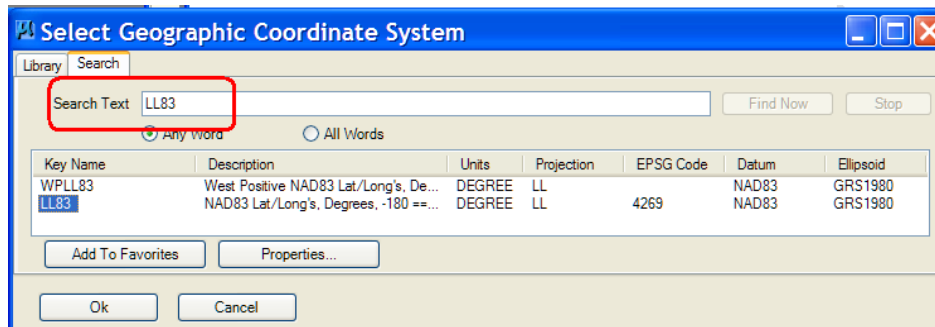 Select Geographic Coordinate System
Library Search
Search Text LL83 Find Now Stop
Any Word All Words
Key Name Description Units Projection EPSG Code Datum Ellipsoid
WPLL83 West Positive NAD83 Lat/Long's, De... DEGREE LL NAD83 GRS1980
LL83 NAD83 Lat/Long's, Degrees, -180 ==... DEGREE LL 4269 NAD83 GRS1980
Add To Favorites Properties...
Ok Cancel